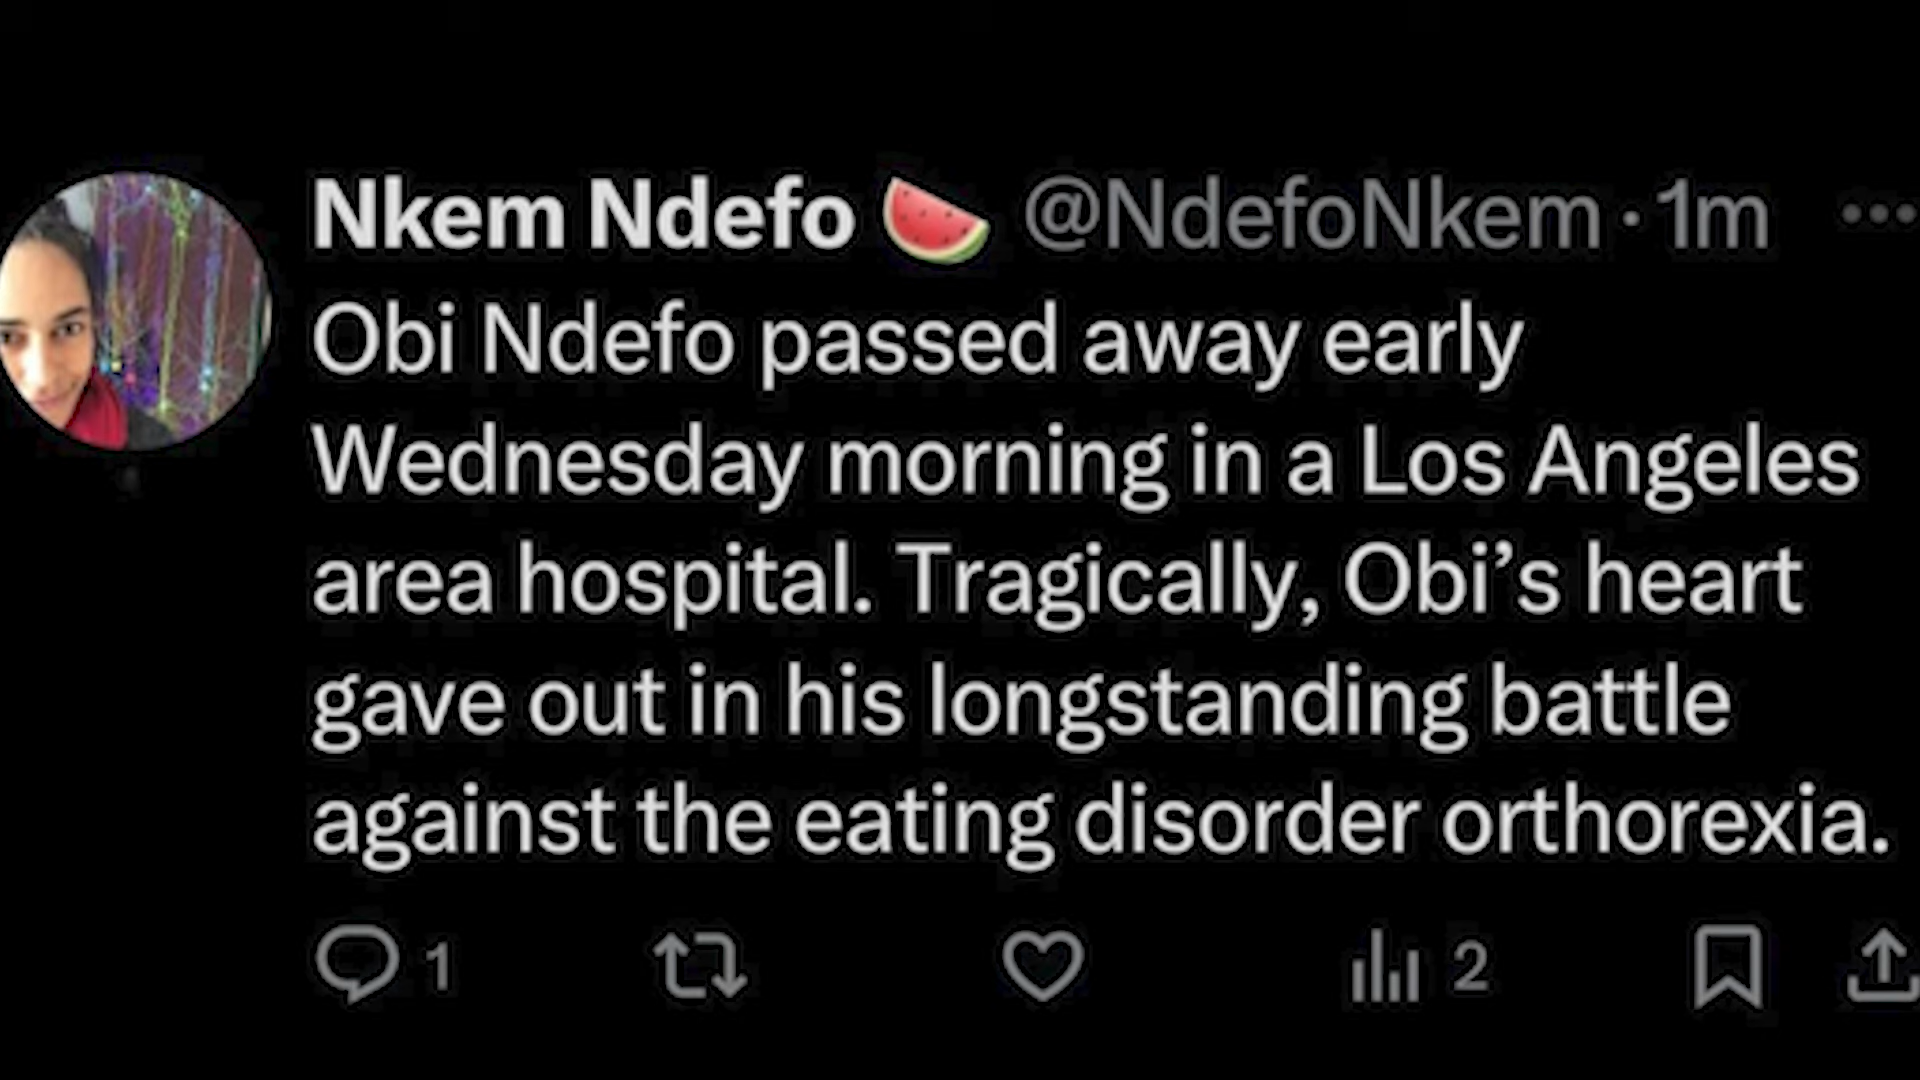 Nkem Ndefo 🍉 @NdefoNkem · 1m
Obi Ndefo passed away early
Wednesday morning in a Los Angeles
area hospital. Tragically, Obi’s heart
gave out in his longstanding battle
against the eating disorder orthorexia.
1 2